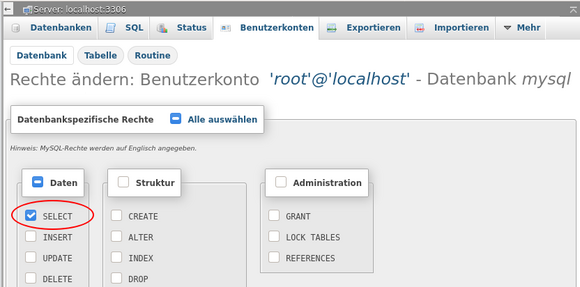 Server: localhost:3306
Datenbanken SQL Status Benutzerkonten Exportieren Importieren Mehr
Datenbank Tabelle Routine
Rechte ändern: Benutzerkonto 'root'@'localhost' - Datenbank mysql
Datenbankspezifische Rechte Alle auswählen
Hinweis: MySQL-Rechte werden auf Englisch angegeben.
Daten Struktur Administration
SELECT CREATE GRANT
INSERT ALTER LOCK TABLES
UPDATE INDEX REFERENCES
DELETE DROP